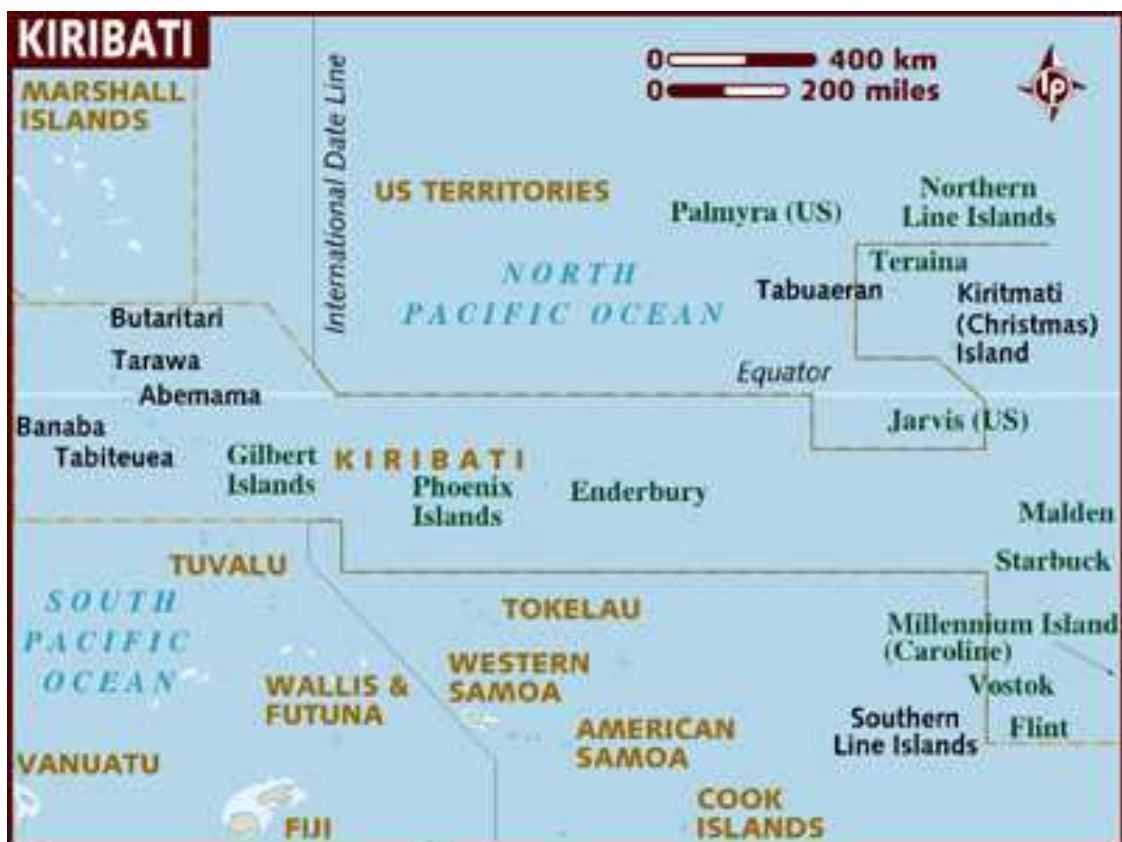 KIRIBATI
MARSHALL
ISLANDS
International Date Line
0 400 km
0 200 miles
lp
US TERRITORIES
Palmyra (US)
Northern
Line Islands
NORTH
PACIFIC OCEAN
Teraina
Tabuaeran
Kiritmati
(Christmas)
Island
Butaritari
Tarawa
Abemama
Equator
Banaba
Tabiteuea
Jarvis (US)
Gilbert
Islands
KIRIBATI
Phoenix
Islands
Enderbury
Malden
Starbuck
TUVALU
SOUTH
PACIFIC
OCEAN
TOKELAU
Millennium Island
(Caroline)
WESTERN
SAMOA
WALLIS &
FUTUNA
Vostok
Southern
Line Islands
Flint
AMERICAN
SAMOA
VANUATU
COOK
ISLANDS
FIJI